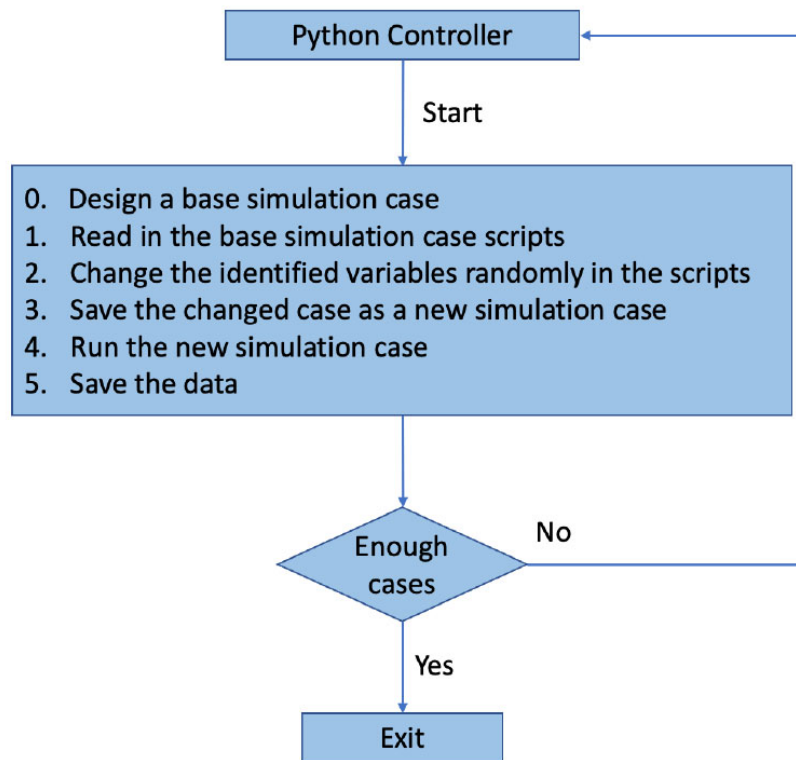 Python Controller
Start
0. Design a base simulation case
1. Read in the base simulation case scripts
2. Change the identified variables randomly in the scripts
3. Save the changed case as a new simulation case
4. Run the new simulation case
5. Save the data
Enough
cases
No
Yes
Exit